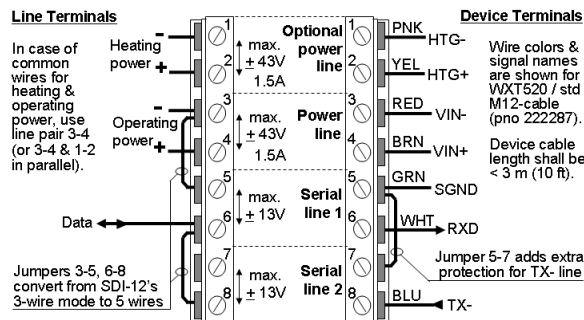 Line Terminals
In case of
common
wires for
heating &
operating
power, use
line pair 3-4
(or 3-4 & 1-2
in parallel).
Heating
power
-
+
Operating
power
-
+
Data
Jumpers 3-5, 6-8
convert from SDI-12's
3-wire mode to 5 wires
1
2
3
4
5
6
7
8
max.
± 43V
1.5A
max.
± 43V
1.5A
max.
± 13V
max.
± 13V
Optional
power
line
Power
line
Serial
line 1
Serial
line 2
1
2
3
4
5
6
7
8
Device Terminals
PNK HTG-
YEL HTG+
RED VIN-
BRN VIN+
GRN SGND
WHT RXD
BLU TX-
Wire colors &
signal names
are shown for
WXT520 / std
M12-cable
(pno 222287).
Device cable
length shall be
< 3 m (10 ft).
Jumper 5-7 adds extra
protection for TX- line